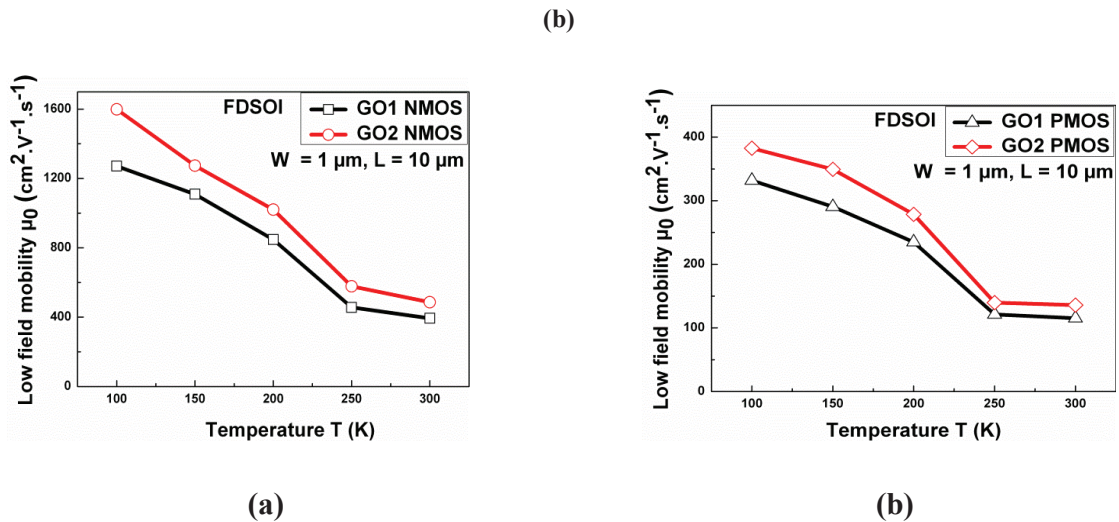 (b)
Low field mobility µ0 (cm².V⁻¹.s⁻¹)
1600
1200
800
400
0
FDSOI
GO1 NMOS
GO2 NMOS
W = 1 µm, L = 10 µm
100 150 200 250 300
Temperature T (K)
(a)
Low field mobility µ0 (cm².V⁻¹.s⁻¹)
400
300
200
100
0
FDSOI
GO1 PMOS
GO2 PMOS
W = 1 µm, L = 10 µm
100 150 200 250 300
Temperature T (K)
(b)